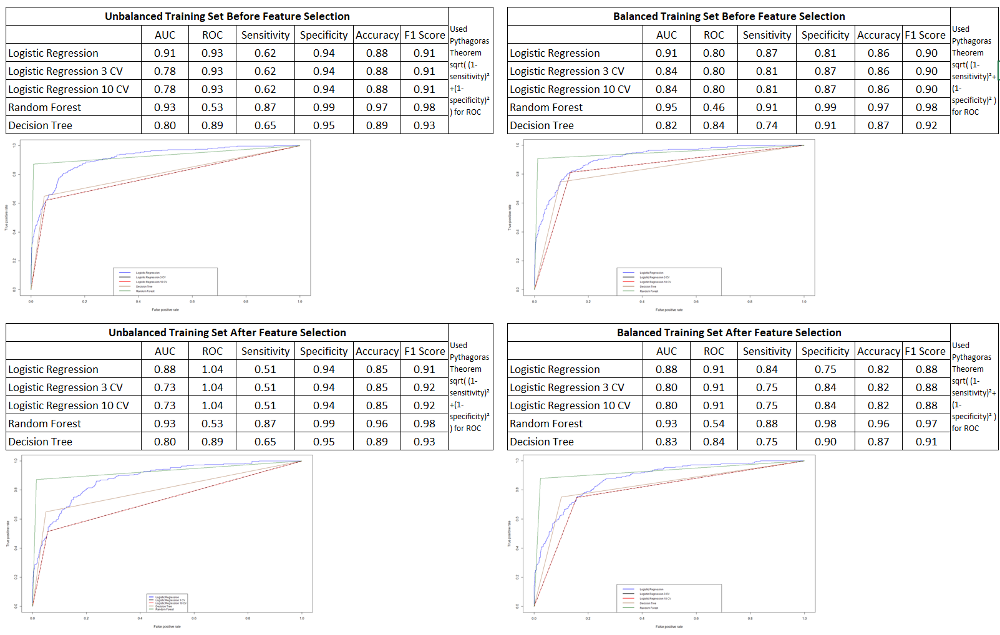 Unbalanced Training Set Before Feature Selection
AUC ROC Sensitivity Specificity Accuracy F1 Score
Logistic Regression 0.91 0.93 0.62 0.94 0.88 0.91
Logistic Regression 3 CV 0.78 0.93 0.62 0.94 0.88 0.91
Logistic Regression 10 CV 0.78 0.93 0.62 0.94 0.88 0.91
Random Forest 0.93 0.53 0.87 0.99 0.97 0.98
Decision Tree 0.80 0.89 0.65 0.95 0.89 0.93
Used
Pythagoras
Theorem
sqrt( (1-
sensitivity)²
+(1-
specificity)²
) for ROC
True positive rate
1.0
0.8
0.6
0.4
0.2
0.0
Logistic Regression
Logistic Regression 3 CV
Logistic Regression 10 CV
Decision Tree
Random Forest
0.0 0.2 0.4 0.6 0.8 1.0
False positive rate
Balanced Training Set Before Feature Selection
AUC ROC Sensitivity Specificity Accuracy F1 Score
Logistic Regression 0.91 0.80 0.87 0.81 0.86 0.90
Logistic Regression 3 CV 0.84 0.80 0.81 0.87 0.86 0.90
Logistic Regression 10 CV 0.84 0.80 0.81 0.87 0.86 0.90
Random Forest 0.95 0.46 0.91 0.99 0.97 0.98
Decision Tree 0.82 0.84 0.74 0.91 0.87 0.92
Used
Pythagoras
Theorem
sqrt( (1-
sensitivity)²+
(1-
specificity)² )
for ROC
True positive rate
1.0
0.8
0.6
0.4
0.2
0.0
Logistic Regression
Logistic Regression 3 CV
Logistic Regression 10 CV
Decision Tree
Random Forest
0.0 0.2 0.4 0.6 0.8 1.0
False positive rate
Unbalanced Training Set After Feature Selection
AUC ROC Sensitivity Specificity Accuracy F1 Score
Logistic Regression 0.88 1.04 0.51 0.94 0.85 0.91
Logistic Regression 3 CV 0.73 1.04 0.51 0.94 0.85 0.92
Logistic Regression 10 CV 0.73 1.04 0.51 0.94 0.85 0.92
Random Forest 0.93 0.53 0.87 0.99 0.96 0.98
Decision Tree 0.80 0.89 0.65 0.95 0.89 0.93
Used
Pythagoras
Theorem
sqrt( (1-
sensitivity)²
+(1-
specificity)²
) for ROC
True positive rate
1.0
0.8
0.6
0.4
0.2
0.0
Logistic Regression
Logistic Regression 3 CV
Logistic Regression 10 CV
Decision Tree
Random Forest
0.0 0.2 0.4 0.6 0.8 1.0
False positive rate
Balanced Training Set After Feature Selection
AUC ROC Sensitivity Specificity Accuracy F1 Score
Logistic Regression 0.88 0.91 0.84 0.75 0.82 0.88
Logistic Regression 3 CV 0.80 0.91 0.75 0.84 0.82 0.88
Logistic Regression 10 CV 0.80 0.91 0.75 0.84 0.82 0.88
Random Forest 0.93 0.54 0.88 0.98 0.96 0.97
Decision Tree 0.83 0.84 0.75 0.90 0.87 0.91
Used
Pythagoras
Theorem
sqrt( (1-
sensitivity)²+
(1-
specificity)² )
for ROC
True positive rate
1.0
0.8
0.6
0.4
0.2
0.0
Logistic Regression
Logistic Regression 3 CV
Logistic Regression 10 CV
Decision Tree
Random Forest
0.0 0.2 0.4 0.6 0.8 1.0
False positive rate